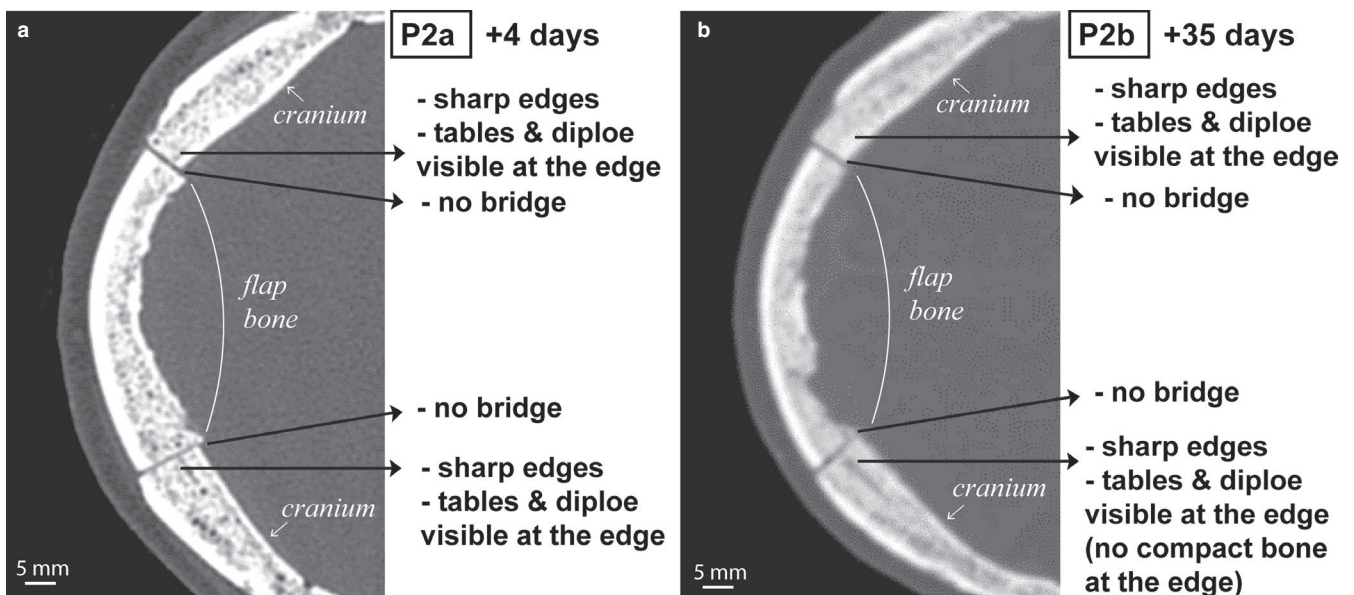 a
P2a +4 days
cranium
- sharp edges
- tables & diploe
visible at the edge
- no bridge
flap
bone
- no bridge
- sharp edges
- tables & diploe
visible at the edge
cranium
5 mm
b
P2b +35 days
cranium
- sharp edges
- tables & diploe
visible at the edge
- no bridge
flap
bone
- no bridge
- sharp edges
- tables & diploe
visible at the edge
(no compact bone
at the edge)
cranium
5 mm